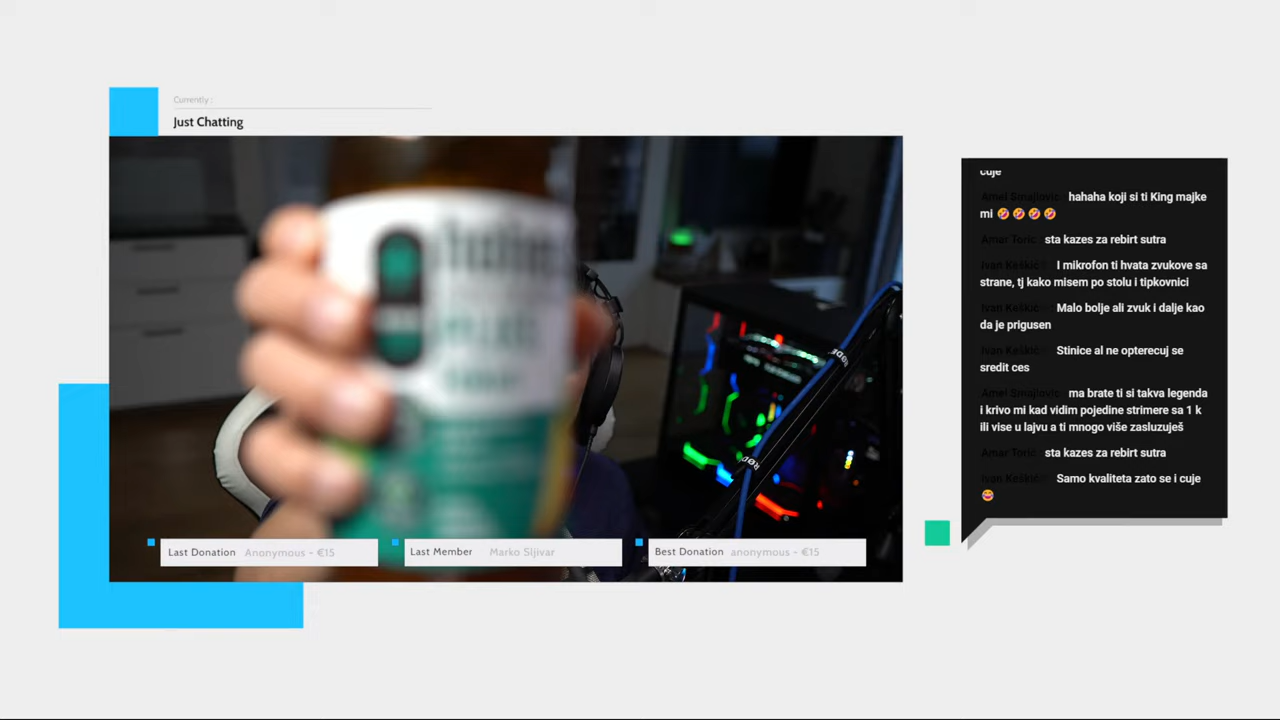 Currently :
Just Chatting
cuje
Amel Smajlovic hahaha koji si ti King majke
mi 🤣 🤣 🤣 🤣
Amar Toric sta kazes za rebirt sutra
Ivan Keškić I mikrofon ti hvata zvukove sa
strane, tj kako misem po stolu i tipkovnici
Ivan Keškić Malo bolje ali zvuk i dalje kao
da je prigusen
Ivan Keškić Stinice al ne opterecuj se
sredit ces
Amel Smajlovic ma brate ti si takva legenda
i krivo mi kad vidim pojedine strimere sa 1 k
ili vise u lajvu a ti mnogo više zasluzuješ
Amar Toric sta kazes za rebirt sutra
Ivan Keškić Samo kvaliteta zato se i cuje
😂
RØDE
RØDE
Last Donation Anonymous - €15
Last Member Marko Sljivar
Best Donation anonymous - €15